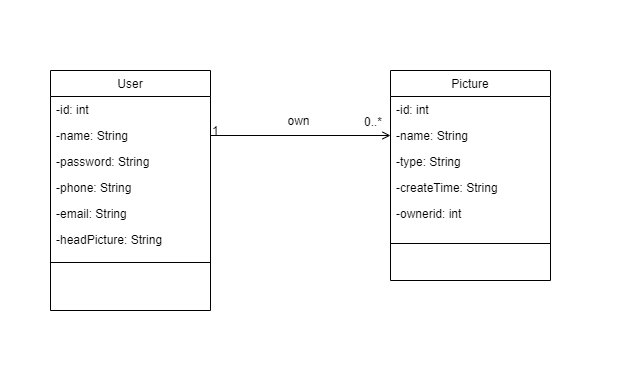 User
-id: int
-name: String
-password: String
-phone: String
-email: String
-headPicture: String
1
own
0..*
Picture
-id: int
-name: String
-type: String
-createTime: String
-ownerid: int